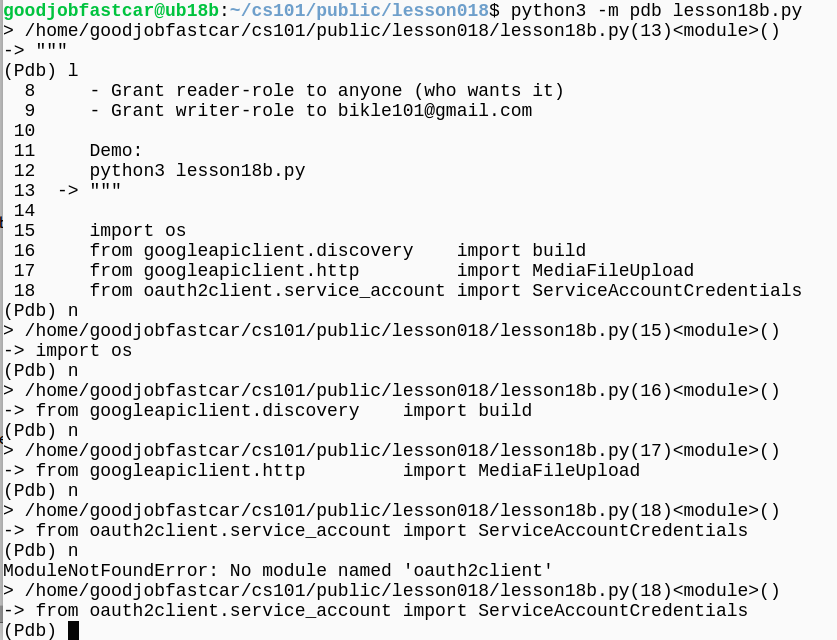 goodjobfastcar@ub18b:~/cs101/public/lesson018$ python3 -m pdb lesson18b.py
> /home/goodjobfastcar/cs101/public/lesson018/lesson18b.py(13)<module>()
-> """
(Pdb) l
  8     - Grant reader-role to anyone (who wants it)
  9     - Grant writer-role to bikle101@gmail.com
 10
 11     Demo:
 12     python3 lesson18b.py
 13  -> """
 14
 15     import os
 16     from googleapiclient.discovery    import build
 17     from googleapiclient.http         import MediaFileUpload
 18     from oauth2client.service_account import ServiceAccountCredentials
(Pdb) n
> /home/goodjobfastcar/cs101/public/lesson018/lesson18b.py(15)<module>()
-> import os
(Pdb) n
> /home/goodjobfastcar/cs101/public/lesson018/lesson18b.py(16)<module>()
-> from googleapiclient.discovery    import build
(Pdb) n
> /home/goodjobfastcar/cs101/public/lesson018/lesson18b.py(17)<module>()
-> from googleapiclient.http         import MediaFileUpload
(Pdb) n
> /home/goodjobfastcar/cs101/public/lesson018/lesson18b.py(18)<module>()
-> from oauth2client.service_account import ServiceAccountCredentials
(Pdb) n
ModuleNotFoundError: No module named 'oauth2client'
> /home/goodjobfastcar/cs101/public/lesson018/lesson18b.py(18)<module>()
-> from oauth2client.service_account import ServiceAccountCredentials
(Pdb)